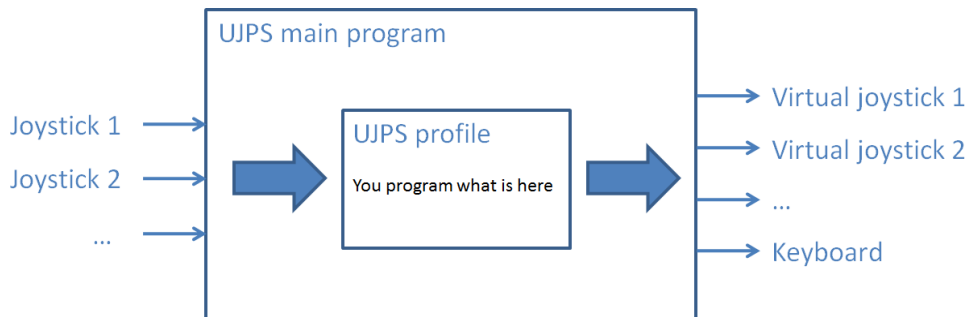 UJPS main program
Joystick 1
Joystick 2
...
UJPS profile
You program what is here
Virtual joystick 1
Virtual joystick 2
...
Keyboard